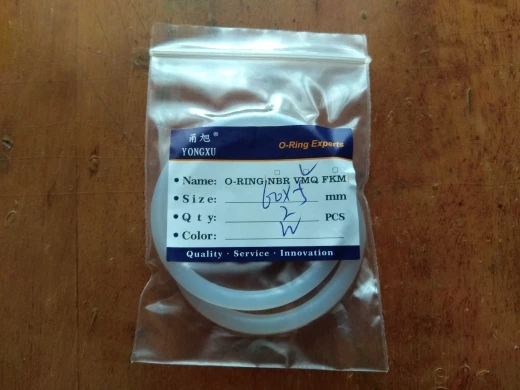 甬旭®
YONGXU
O-Ring Experts
• Name: O-RING □NBR ✓VMQ □FKM
• Size: 60x5 mm
• Qty: 2 PCS
• Color: W
Quality · Service · Innovation